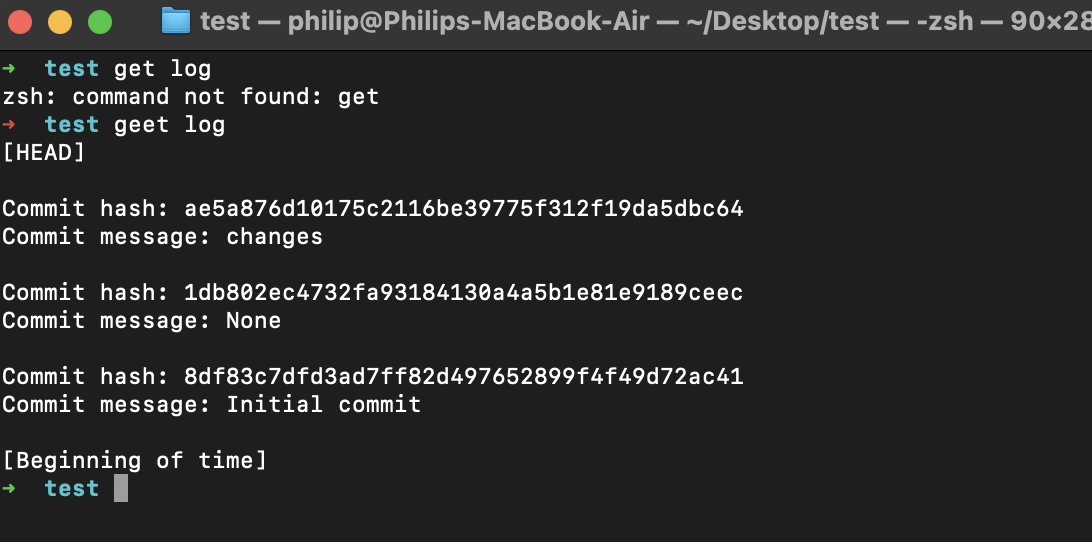 test — philip@Philips-MacBook-Air — ~/Desktop/test — -zsh — 90×28
→ test get log
zsh: command not found: get
→ test geet log
[HEAD]
Commit hash: ae5a876d10175c2116be39775f312f19da5dbc64
Commit message: changes
Commit hash: 1db802ec4732fa93184130a4a5b1e81e9189ceec
Commit message: None
Commit hash: 8df83c7dfd3ad7ff82d497652899f4f49d72ac41
Commit message: Initial commit
[Beginning of time]
→ test